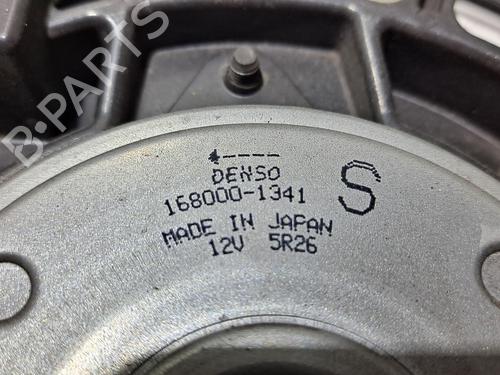 B-PARTS
DENSO
168000-1341
S
MADE IN JAPAN
12V 5R26